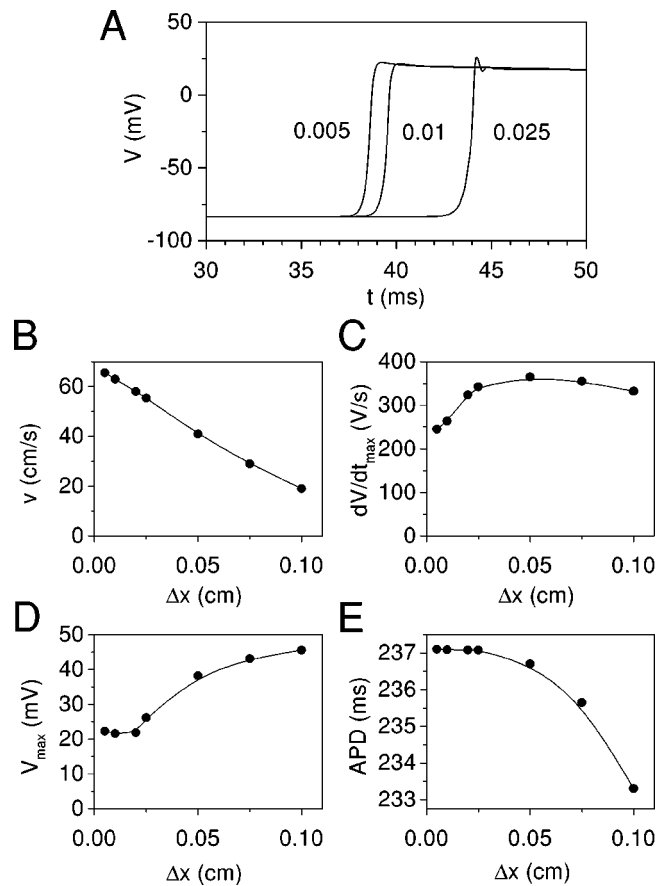 A
50
0
-50
-100
V (mV)
0.005
0.01
0.025
30
35
40
45
50
t (ms)
B
60
40
20
0
v (cm/s)
0.00
0.05
0.10
Δx (cm)
C
400
300
200
100
0
dV/dtmax (V/s)
0.00
0.05
0.10
Δx (cm)
D
50
40
30
20
10
0
Vmax (mV)
0.00
0.05
0.10
Δx (cm)
E
237
236
235
234
233
APD (ms)
0.00
0.05
0.10
Δx (cm)